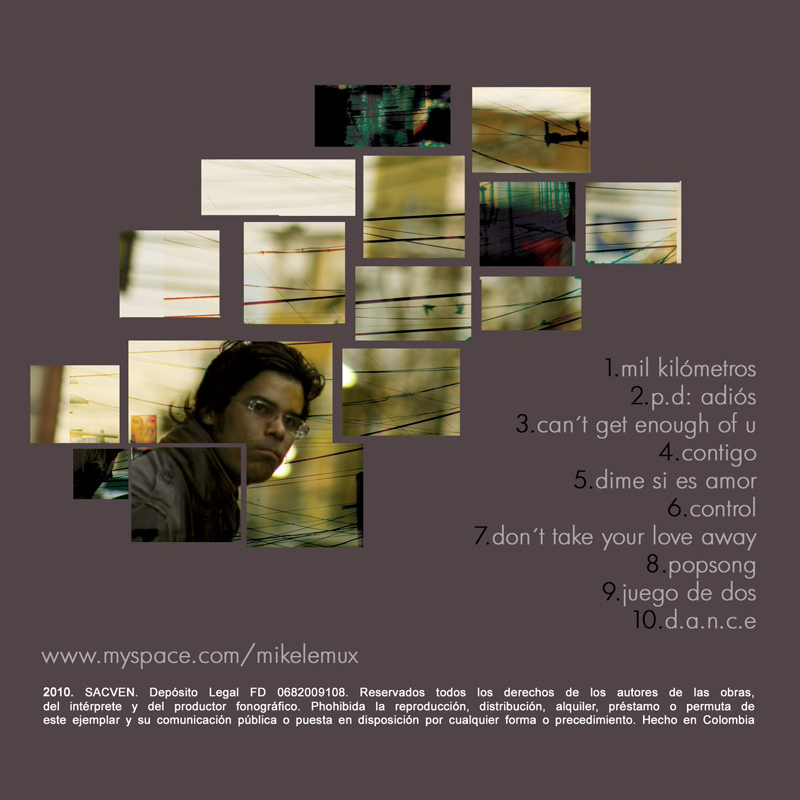 1.mil kilómetros
2.p.d: adiós
3.can´t get enough of u
4.contigo
5.dime si es amor
6.control
7.don´t take your love away
8.popsong
9.juego de dos
10.d.a.n.c.e
www.myspace.com/mikelemux
2010. SACVEN. Depósito Legal FD 0682009108. Reservados todos los derechos de los autores de las obras,
del intérprete y del productor fonográfico. Phohibida la reproducción, distribución, alquiler, préstamo o permuta de
este ejemplar y su comunicación pública o puesta en disposición por cualquier forma o precedimiento. Hecho en Colombia